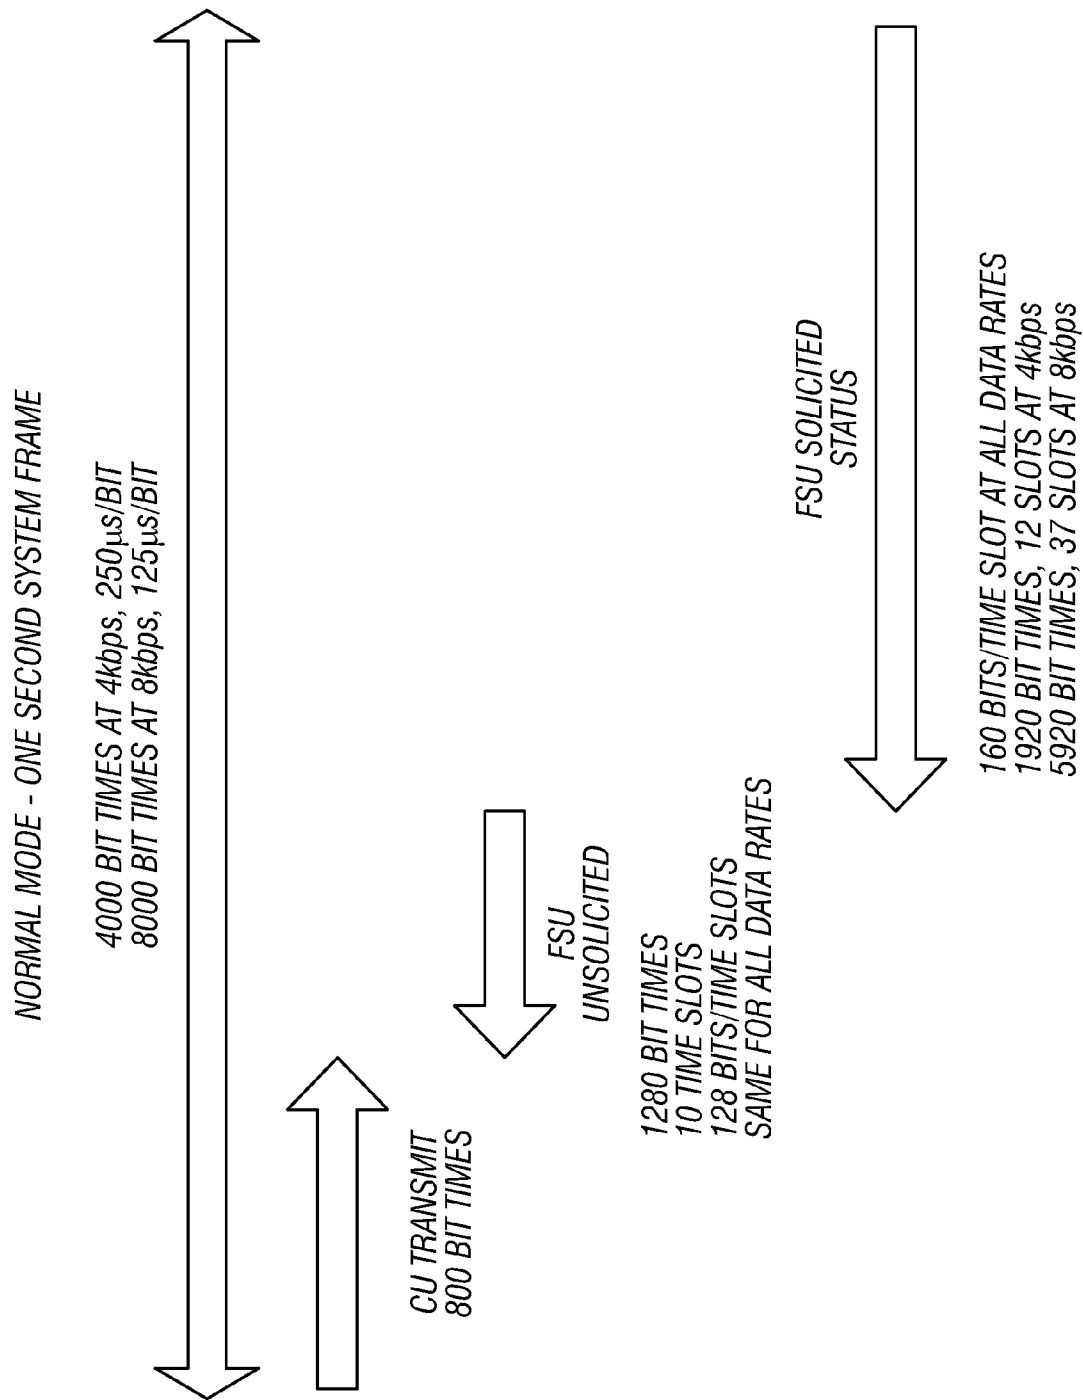 NORMAL MODE - ONE SECOND SYSTEM FRAME
4000 BIT TIMES AT 4kbps, 250µs/BIT
8000 BIT TIMES AT 8kbps, 125µs/BIT
CU TRANSMIT
800 BIT TIMES
FSU
UNSOLICITED
1280 BIT TIMES
10 TIME SLOTS
128 BITS/TIME SLOTS
SAME FOR ALL DATA RATES
FSU SOLICITED
STATUS
160 BITS/TIME SLOT AT ALL DATA RATES
1920 BIT TIMES, 12 SLOTS AT 4kbps
5920 BIT TIMES, 37 SLOTS AT 8kbps